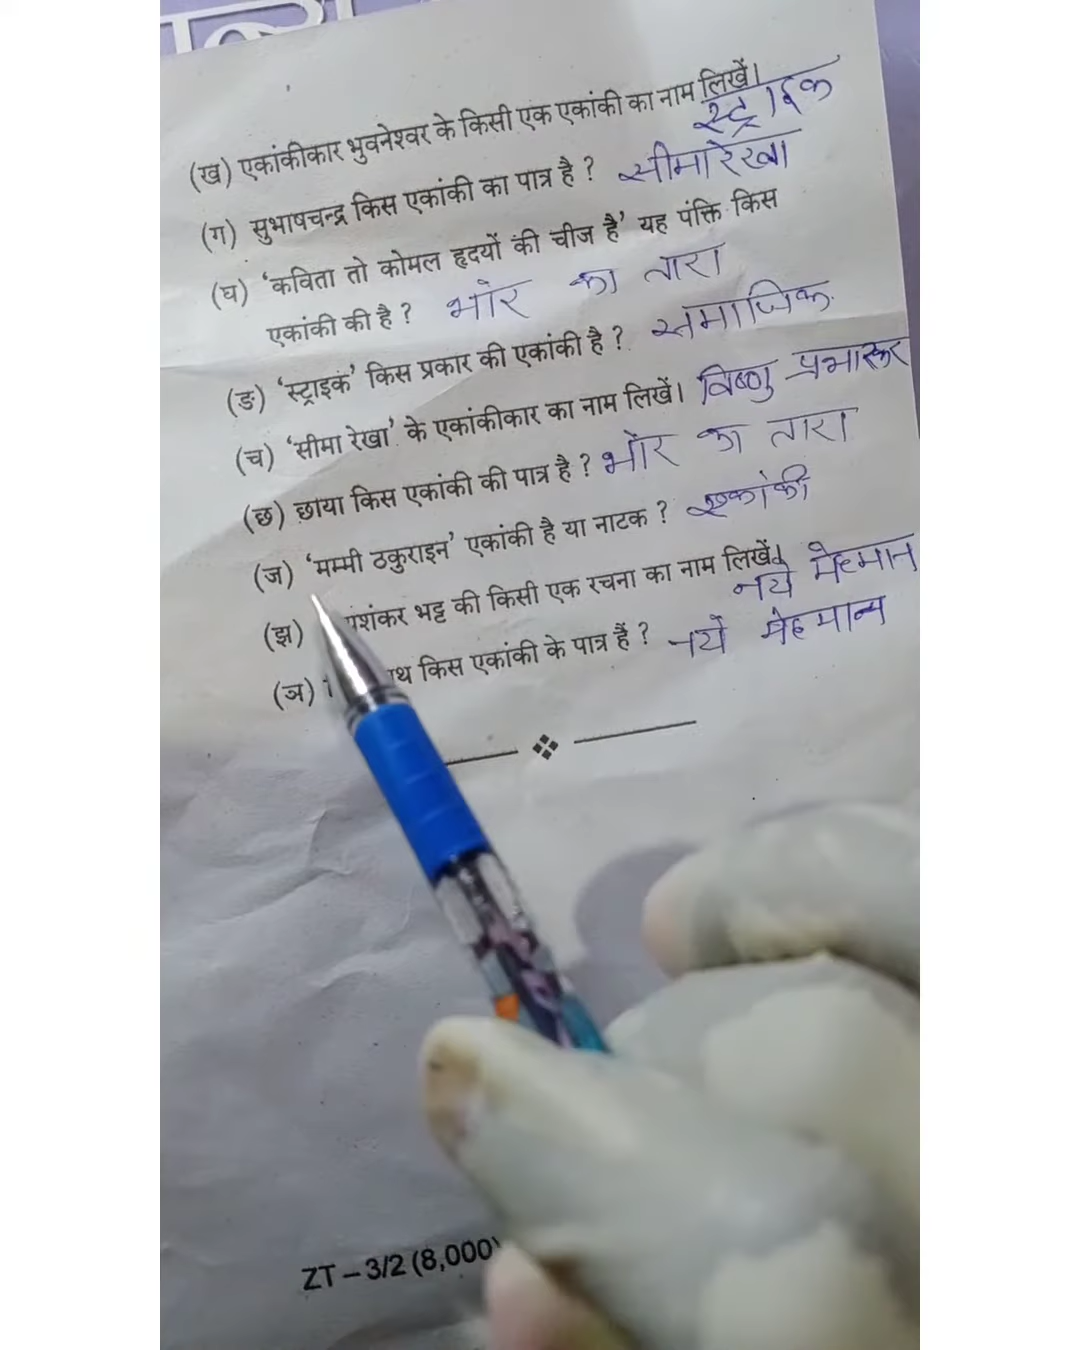 (ख) एकांकीकार भुवनेश्वर के किसी एक एकांकी का नाम लिखें।
स्ट्राइक
(ग) सुभाषचन्द्र किस एकांकी का पात्र है ? सीमारेखा
(घ) 'कविता तो कोमल हृदयों की चीज है' यह पंक्ति किस
एकांकी की है ? भोर का तारा
(ङ) 'स्ट्राइक' किस प्रकार की एकांकी है ? समाजिक
(च) 'सीमा रेखा' के एकांकीकार का नाम लिखें। विष्णु प्रभास्कर
(छ) छाया किस एकांकी की पात्र है ? भोर का तारा
(ज) 'मम्मी ठकुराइन' एकांकी है या नाटक ? एकांकी
(झ) शंकर भट्ट की किसी एक रचना का नाम लिखें।
नये मेहमान
(ञ) किस एकांकी के पात्र हैं ? नये मेहमान
ZT – 3/2 (8,000)